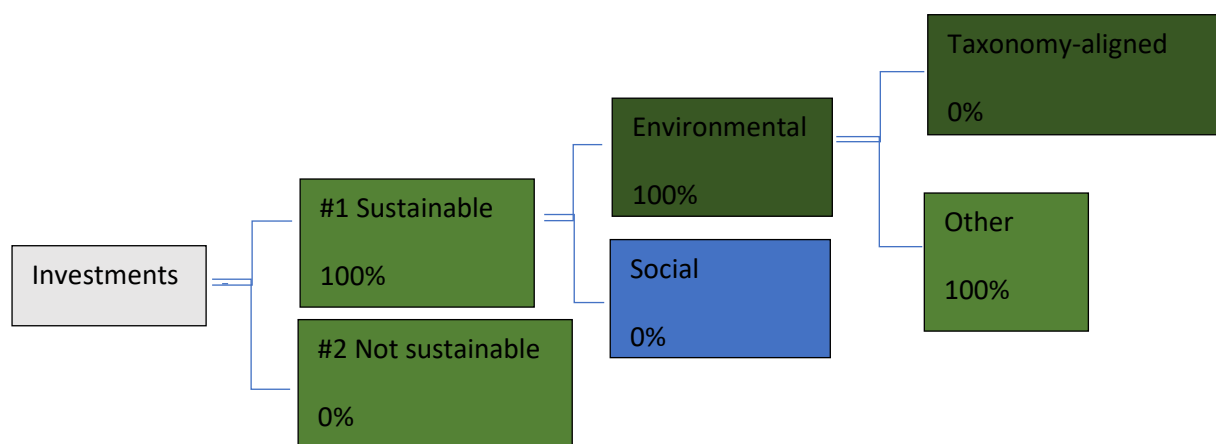 Taxonomy-aligned
0%
Environmental
100%
#1 Sustainable
100%
Other
100%
Investments
Social
0%
#2 Not sustainable
0%